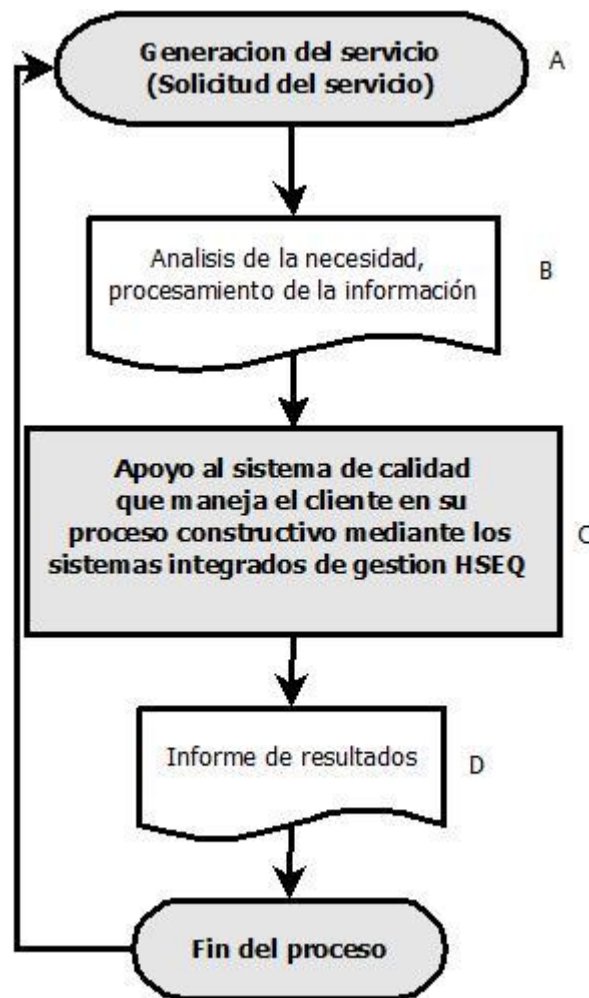 Generacion del servicio
(Solicitud del servicio)
A
Analisis de la necesidad,
procesamiento de la información
B
Apoyo al sistema de calidad
que maneja el cliente en su
proceso constructivo mediante los
sistemas integrados de gestion HSEQ
C
Informe de resultados
D
Fin del proceso